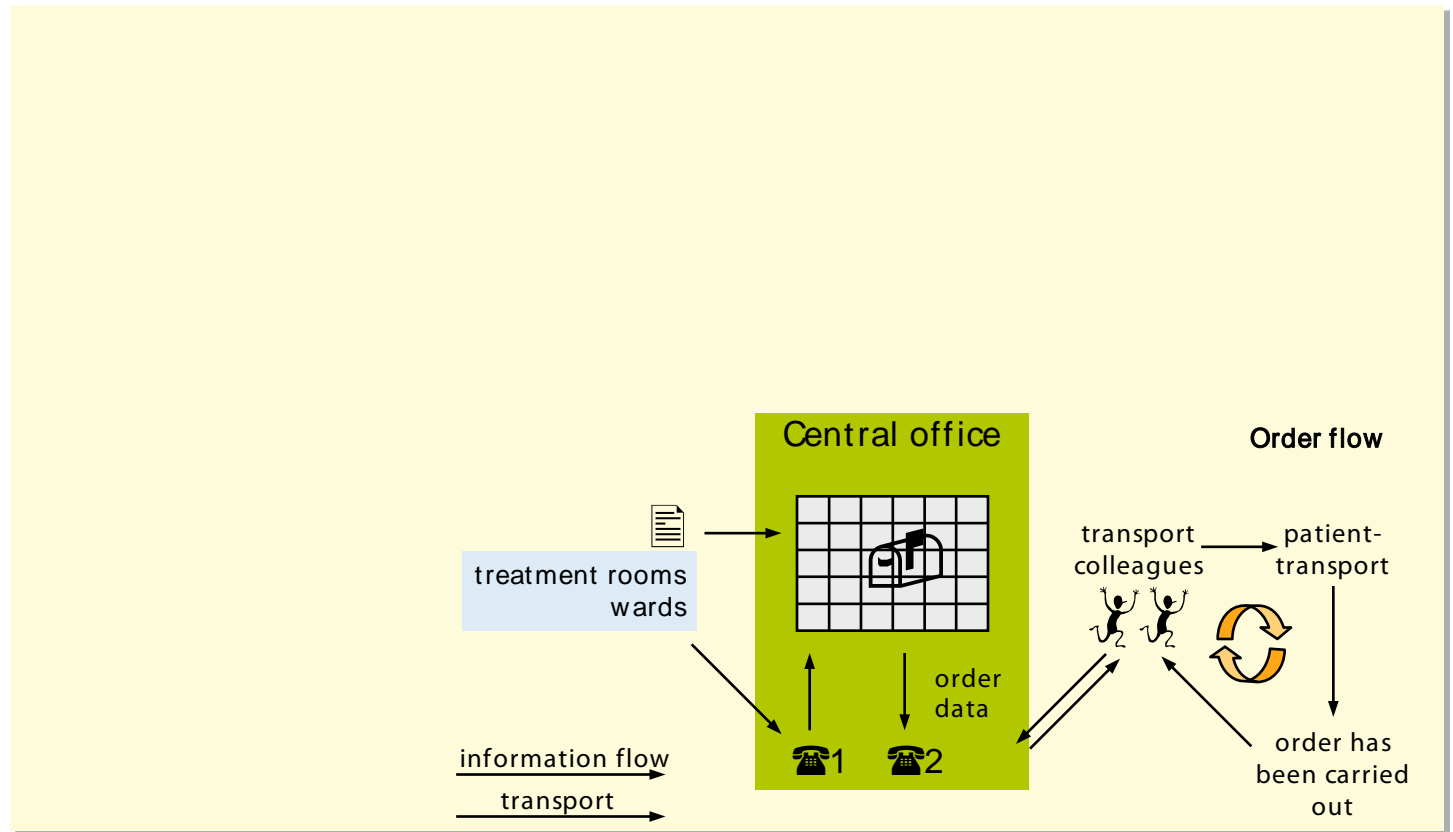 Central office
Order flow
treatment rooms
wards
transport
colleagues
patient-
transport
order
data
1
2
information flow
transport
order has
been carried
out